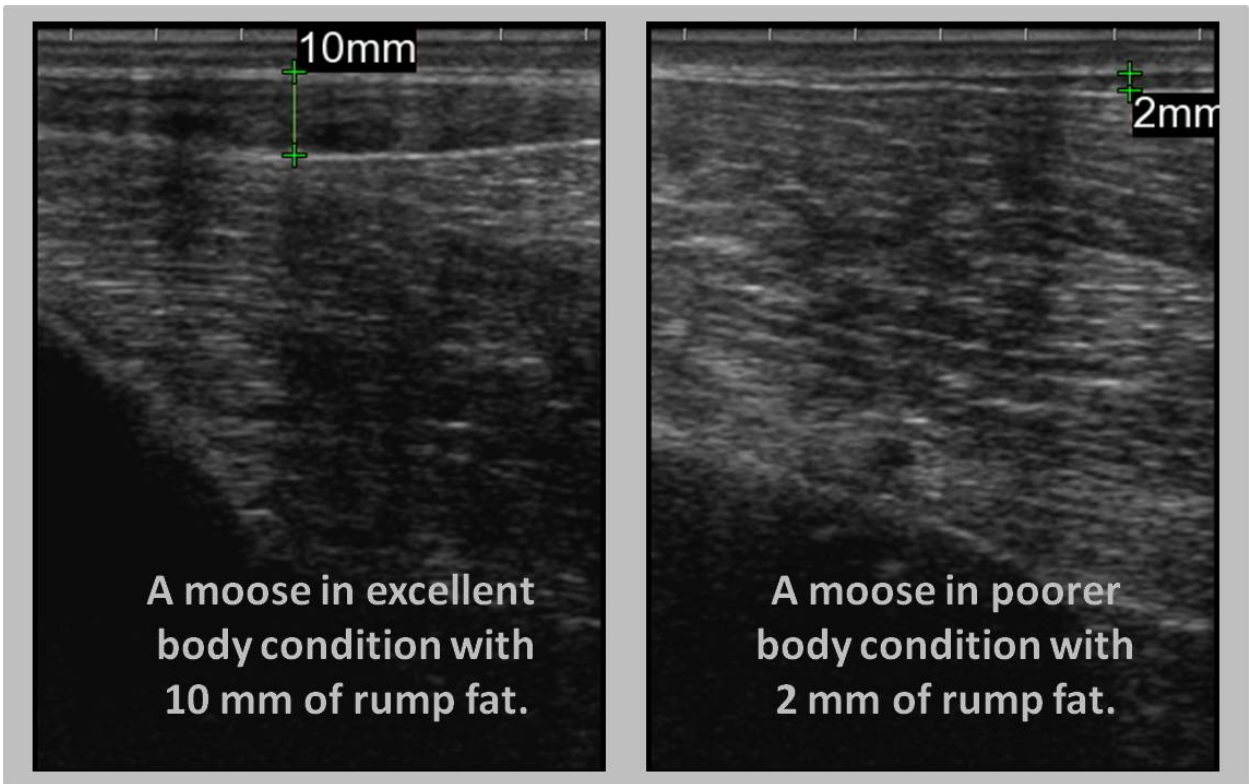 10mm
A moose in excellent
body condition with
10 mm of rump fat.
2mm
A moose in poorer
body condition with
2 mm of rump fat.